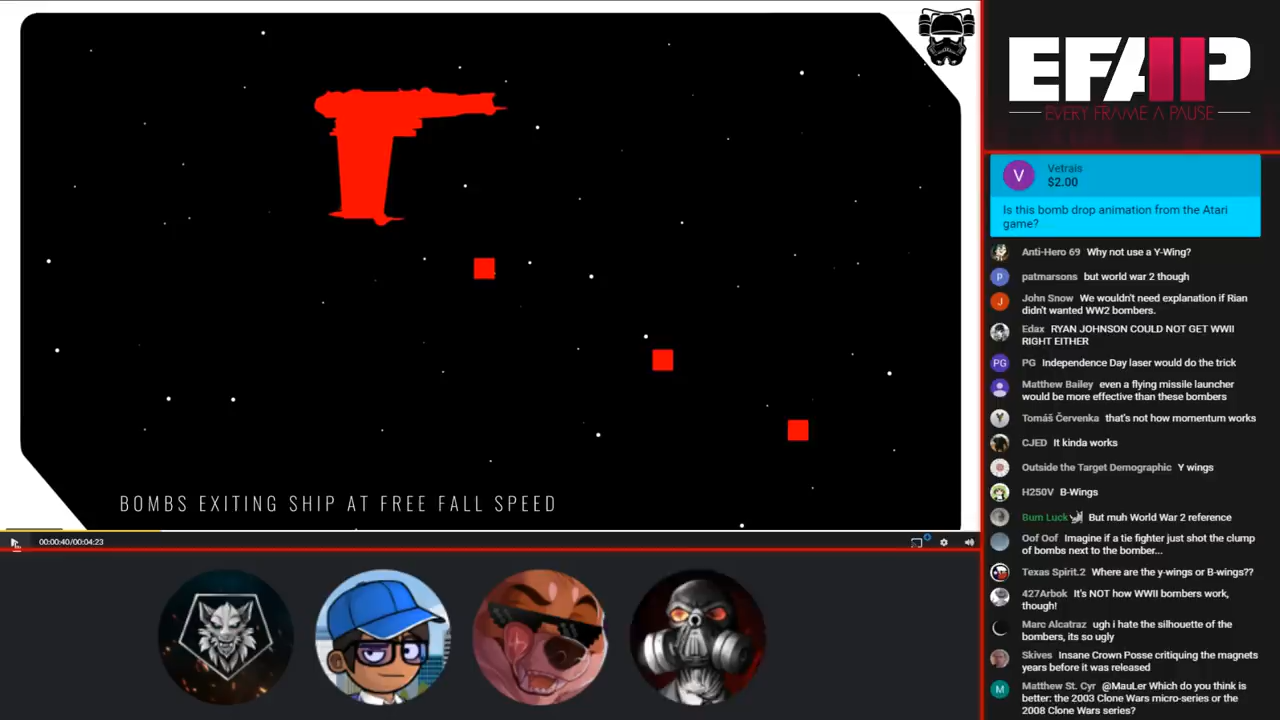 EFAP
EVERY FRAME A PAUSE
BOMBS EXITING SHIP AT FREE FALL SPEED
00:00:40/00:04:23
V
Vetrais
$2.00
Is this bomb drop animation from the Atari
game?
Anti-Hero 69 Why not use a Y-Wing?
P patmarsons but world war 2 though
J John Snow We wouldn't need explanation if Rian
didn't wanted WW2 bombers.
Edax RYAN JOHNSON COULD NOT GET WWII
RIGHT EITHER
PG PG Independence Day laser would do the trick
Matthew Bailey even a flying missile launcher
would be more effective than these bombers
Tomáš Červenka that's not how momentum works
CJED It kinda works
Outside the Target Demographic Y wings
H250V B-Wings
Bum Luck But muh World War 2 reference
Oof Oof Imagine if a tie fighter just shot the clump
of bombs next to the bomber...
Texas Spirit.2 Where are the y-wings or B-wings??
427Arbok It's NOT how WWII bombers work,
though!
Marc Alcatraz ugh i hate the silhouette of the
bombers, its so ugly
Skives Insane Crown Posse critiquing the magnets
years before it was released
M Matthew St. Cyr @MauLer Which do you think is
better: the 2003 Clone Wars micro-series or the
2008 Clone Wars series?